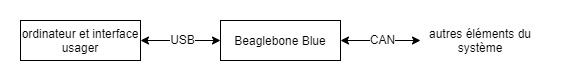 ordinateur et interface
usager
USB
Beaglebone Blue
CAN
autres éléments du
système